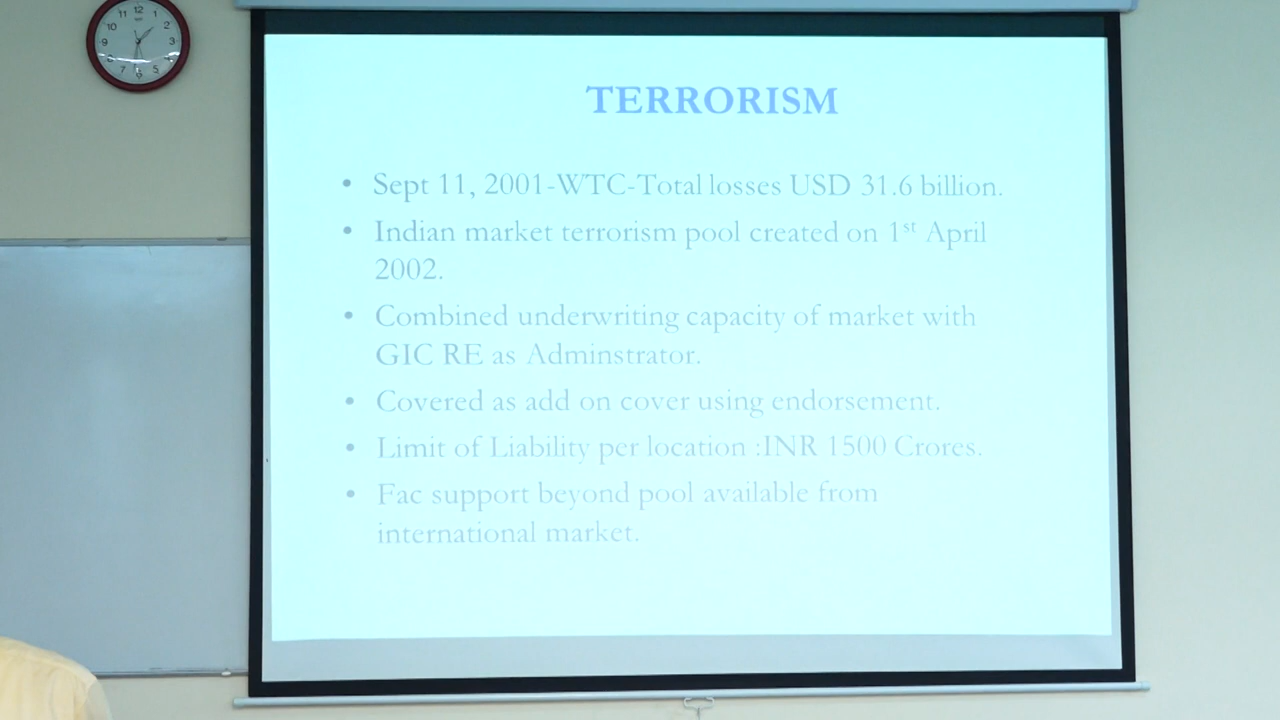 TERRORISM
• Sept 11, 2001-WTC-Total losses USD 31.6 billion.
• Indian market terrorism pool created on 1st April
2002.
• Combined underwriting capacity of market with
GIC RE as Adminstrator.
• Covered as add on cover using endorsement.
• Limit of Liability per location :INR 1500 Crores.
• Fac support beyond pool available from
international market.